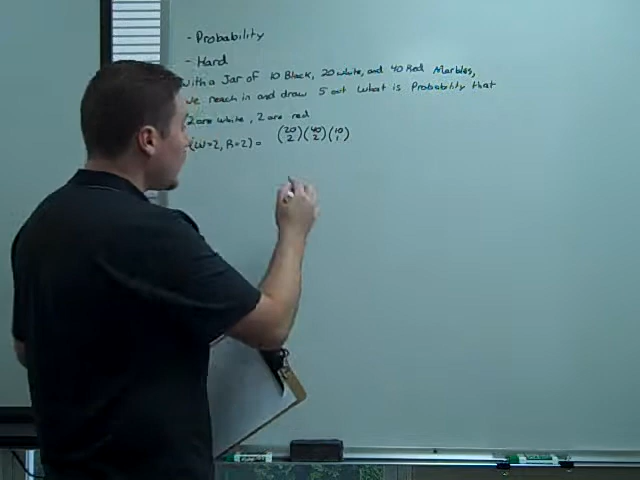 - Probability
- Hard
with a Jar of 10 Black, 20 white, and 40 Red Marbles,
we reach in and draw 5 out what is Probability that
2 are white, 2 are red
(W=2, R=2) = (20 2)(40 2)(10 1)